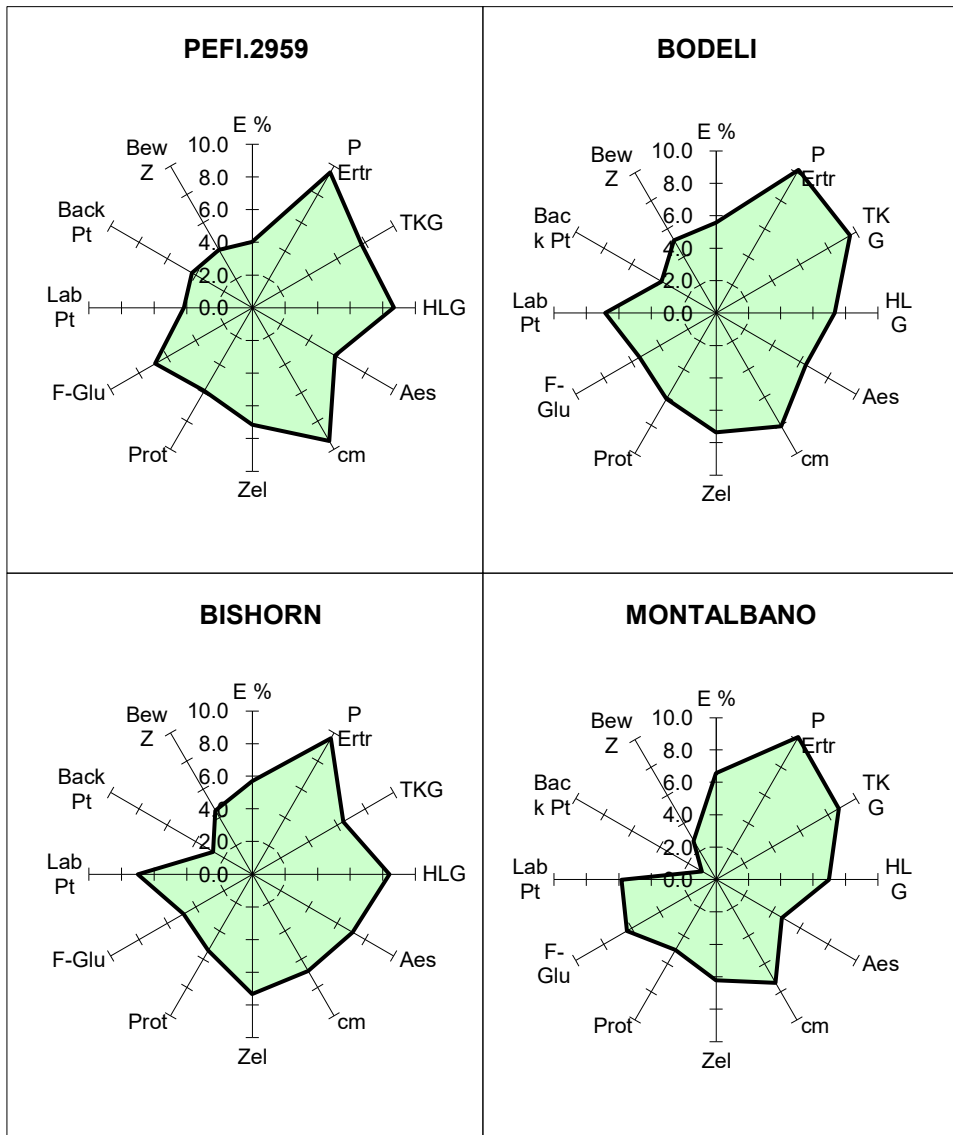 PEFI.2959
E %
10.0
8.0
6.0
4.0
2.0
0.0
P
Ertr
TKG
HLG
Aes
cm
Zel
Prot
F-Glu
Lab
Pt
Back
Pt
Bew
Z
BODELI
E %
10.0
8.0
6.0
4.0
2.0
0.0
P
Ertr
TK
G
HL
G
Aes
cm
Zel
Prot
F-
Glu
Lab
Pt
Bac
k Pt
Bew
Z
BISHORN
E %
10.0
8.0
6.0
4.0
2.0
0.0
P
Ertr
TKG
HLG
Aes
cm
Zel
Prot
F-Glu
Lab
Pt
Back
Pt
Bew
Z
MONTALBANO
E %
10.0
8.0
6.0
4.0
2.0
0.0
P
Ertr
TK
G
HL
G
Aes
cm
Zel
Prot
F-
Glu
Lab
Pt
Bac
k Pt
Bew
Z